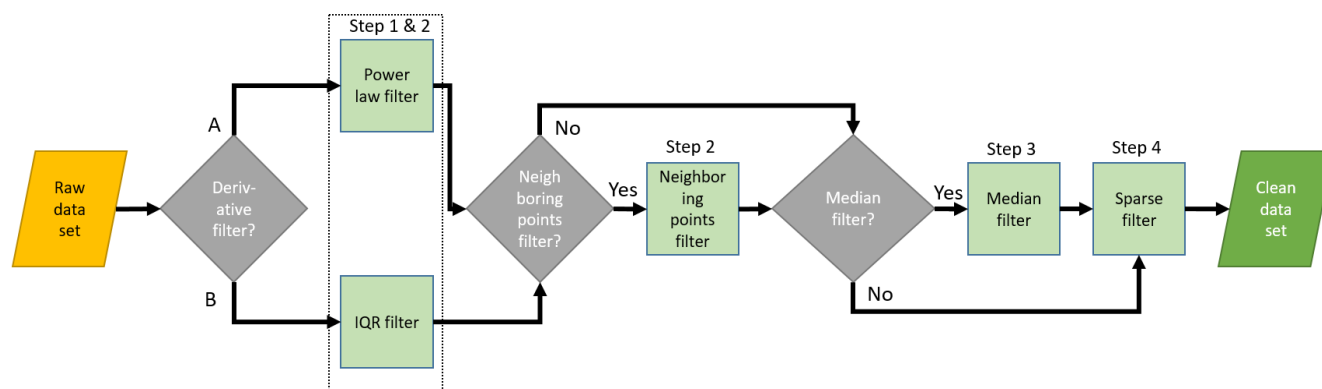 Step 1 & 2
Power
law filter
A
No
Step 2
Step 3
Step 4
Raw
data
set
Deriv-
ative
filter?
Neigh
boring
points
filter?
Yes
Neighbor
ing
points
filter
Median
filter?
Yes
Median
filter
Sparse
filter
Clean
data
set
B
IQR filter
No